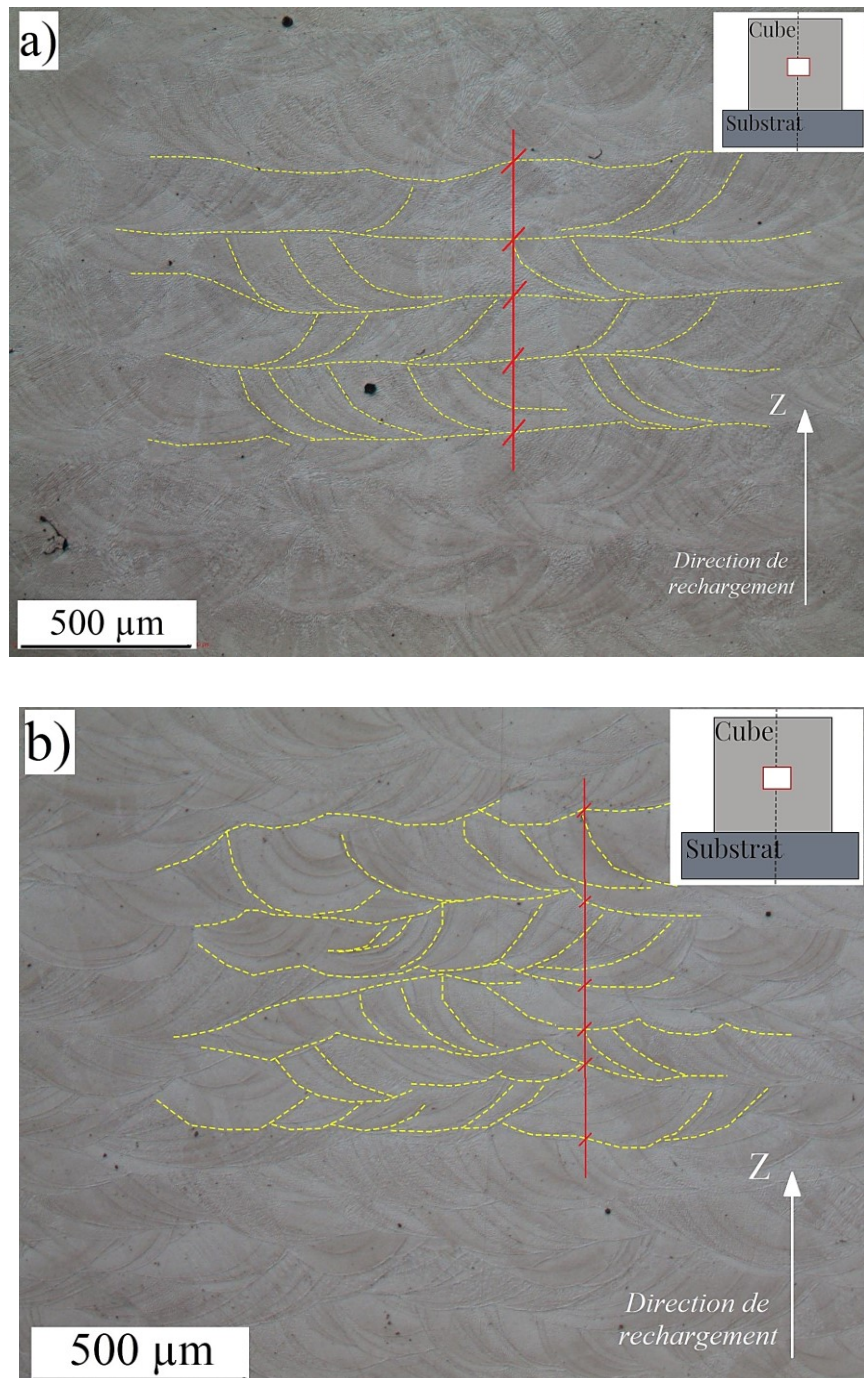 a)
Cube
Substrat
Z
Direction de
rechargement
500 µm
b)
Cube
Substrat
Z
Direction de
rechargement
500 µm